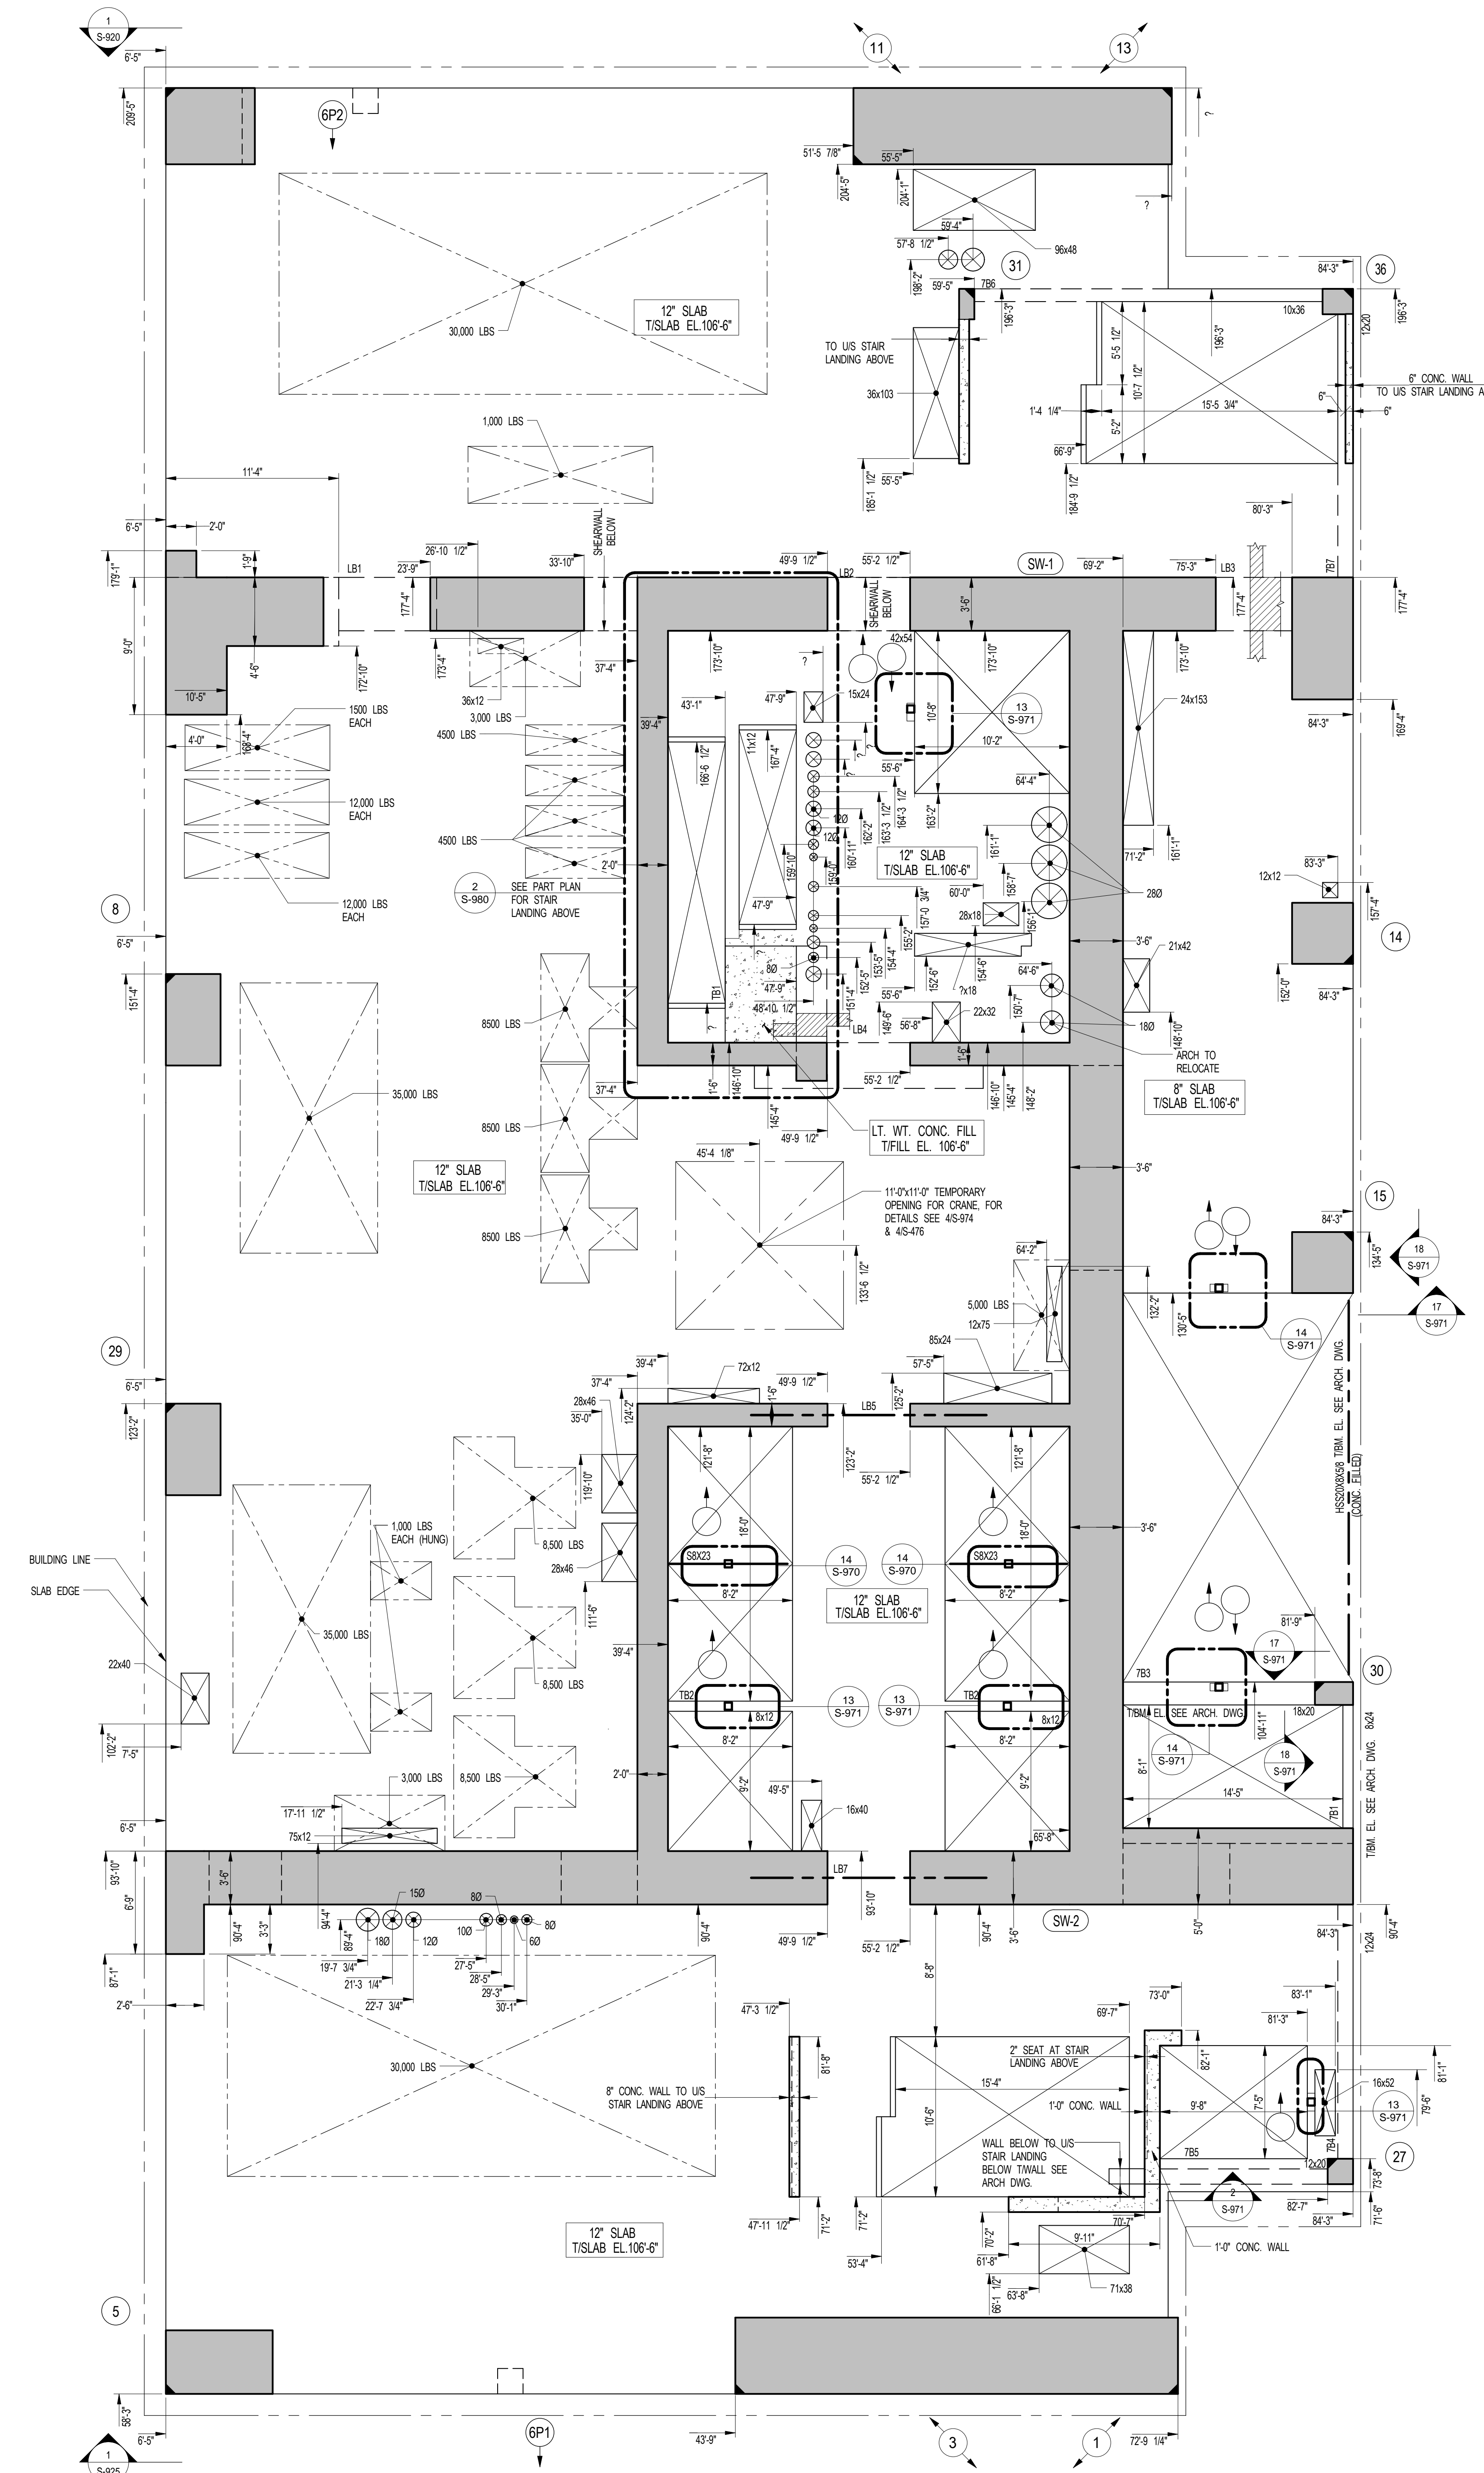 1
S-920
6'-5"
11
13
209'-5"
6P2
?
51'-5 7/8"
55'-5"
204'-5"
204'-1"
?
59'-4"
57'-8 1/2"
96x48
198'-2"
59'-5"
31
7B6
196'-3"
84'-3"
36
10x36
12x20
196'-3"
196'-3"
12" SLAB
T/SLAB EL.106'-6"
30,000 LBS
TO U/S STAIR
LANDING ABOVE
36x103
5'-5 1/2"
10'-7 1/2"
5'-2"
1'-4 1/4"
15'-5 3/4"
6"
6"
6" CONC. WALL
TO U/S STAIR LANDING A
66'-9"
184'-9 1/2"
185'-1 1/2"
55'-5"
1,000 LBS
11'-4"
6'-5"
2'-0"
179'-1"
1'-9"
LB1
23'-9"
26'-10 1/2"
33'-10"
SHEARWALL
BELOW
49'-9 1/2"
LB2
55'-2 1/2"
SW-1
69'-2"
75'-3"
LB3
80'-3"
7B7
177'-4"
177'-4"
177'-4"
9'-0"
4'-6"
172'-10"
173'-4"
3'-6"
SHEARWALL
BELOW
42x54
173'-10"
173'-10"
173'-10"
10'-5"
4'-0"
168'-4"
1500 LBS
EACH
12,000 LBS
EACH
12,000 LBS
EACH
36x12
3,000 LBS
4500 LBS
4500 LBS
37'-4"
39'-4"
43'-1"
47'-9"
?
15x24
11x12
166'-6 1/2"
167'-4"
?
?
10'-8"
10'-2"
13
S-971
55'-6"
64'-4"
24x153
84'-3"
169'-4"
164'-3 1/2"
163'-3 1/2"
163'-2"
162'-2"
12Ø
12Ø
160'-11"
159'-10"
159'-0"
161'-1"
158'-7"
28Ø
71'-2"
161'-1"
12" SLAB
T/SLAB EL.106'-6"
2'-0"
2
S-980
SEE PART PLAN
FOR STAIR
LANDING ABOVE
47'-9"
157'-0 3/4"
60'-0"
28x18
156'-1"
155'-2"
154'-4"
153'-5"
152'-5"
151'-4"
152'-6"
154'-6"
?x18
83'-3"
12x12
157'-4"
14
8
6'-5"
151'-4"
3'-6"
21x42
152'-0"
84'-3"
8Ø
47'-9"
48'-10 1/2"
55'-6"
64'-6"
150'-7"
149'-6"
56'-8"
22x32
18Ø
148'-10"
?
?
TB1
LB4
1'-6"
146'-10"
145'-4"
1'-6"
55'-2 1/2"
146'-10"
145'-4"
148'-2"
ARCH TO
RELOCATE
8" SLAB
T/SLAB EL.106'-6"
8500 LBS
8500 LBS
8500 LBS
35,000 LBS
37'-4"
49'-9 1/2"
LT. WT. CONC. FILL
T/FILL EL. 106'-6"
12" SLAB
T/SLAB EL.106'-6"
45'-4 1/8"
11'-0"x11'-0" TEMPORARY
OPENING FOR CRANE, FOR
DETAILS SEE 4/S-974
& 4/S-476
133'-6 1/2"
3'-6"
15
84'-3"
134'-5"
18
S-971
17
S-971
64'-2"
5,000 LBS
12x75
132'-2"
130'-5"
14
S-971
85x24
57'-5"
125'-2"
HSS20X8X5/8 T/BM. EL. SEE ARCH. DWG.
(CONC. FILLED)
29
6'-5"
123'-2"
39'-4"
37'-4"
72x12
28x46
35'-0"
124'-2"
49'-9 1/2"
1'-6"
LB5
119'-10"
121'-8"
123'-2"
55'-2 1/2"
121'-8"
18'-0"
18'-0"
3'-6"
BUILDING LINE
SLAB EDGE
1,000 LBS
EACH (HUNG)
8,500 LBS
28x46
111'-6"
S8X23
8'-2"
14
S-970
14
S-970
S8X23
8'-2"
12" SLAB
T/SLAB EL.106'-6"
35,000 LBS
39'-4"
8,500 LBS
TB2
8x12
13
S-971
13
S-971
TB2
8x12
8'-2"
8'-2"
81'-9"
17
S-971
30
7B3
T/BM. EL. SEE ARCH. DWG.
18x20
104'-11"
14
S-971
18
S-971
T/BM. EL. SEE ARCH. DWG. 8x24
22x40
102'-2"
7'-5"
6'-5"
3,000 LBS
8,500 LBS
17'-11 1/2"
75x12
2'-0"
9'-2"
49'-5"
16x40
9'-2"
65'-8"
8'-1"
14'-5"
7B1
93'-10"
6'-9"
3'-6"
90'-4"
3'-3"
87'-1"
94'-4"
89'-4"
15Ø
18Ø
12Ø
8Ø
10Ø
6Ø
8Ø
90'-4"
LB7
93'-10"
49'-9 1/2"
55'-2 1/2"
90'-4"
3'-6"
SW-2
5'-0"
84'-3"
12x24
90'-4"
2'-6"
19'-7 3/4"
21'-3 1/4"
22'-7 3/4"
27'-5"
28'-5"
29'-3"
30'-1"
8'-8"
47'-3 1/2"
69'-7"
73'-0"
83'-1"
81'-3"
82'-1"
81'-1"
30,000 LBS
81'-8"
8" CONC. WALL TO U/S
STAIR LANDING ABOVE
2" SEAT AT STAIR
LANDING ABOVE
15'-4"
10'-6"
1'-0" CONC. WALL
9'-8"
7'-5"
16x52
13
S-971
79'-6"
WALL BELOW TO U/S
STAIR LANDING
BELOW T/WALL SEE
ARCH DWG.
7B5
7B4
12x20
27
73'-8"
47'-11 1/2"
71'-2"
71'-2"
53'-4"
70'-2"
61'-8"
70'-7"
9'-11"
2
S-971
82'-7"
84'-3"
71'-6"
1'-0" CONC. WALL
12" SLAB
T/SLAB EL.106'-6"
66'-1 1/2"
63'-8"
71x38
5
58'-3"
6'-5"
6P1
43'-9"
3
1
72'-9 1/4"
1
S-925